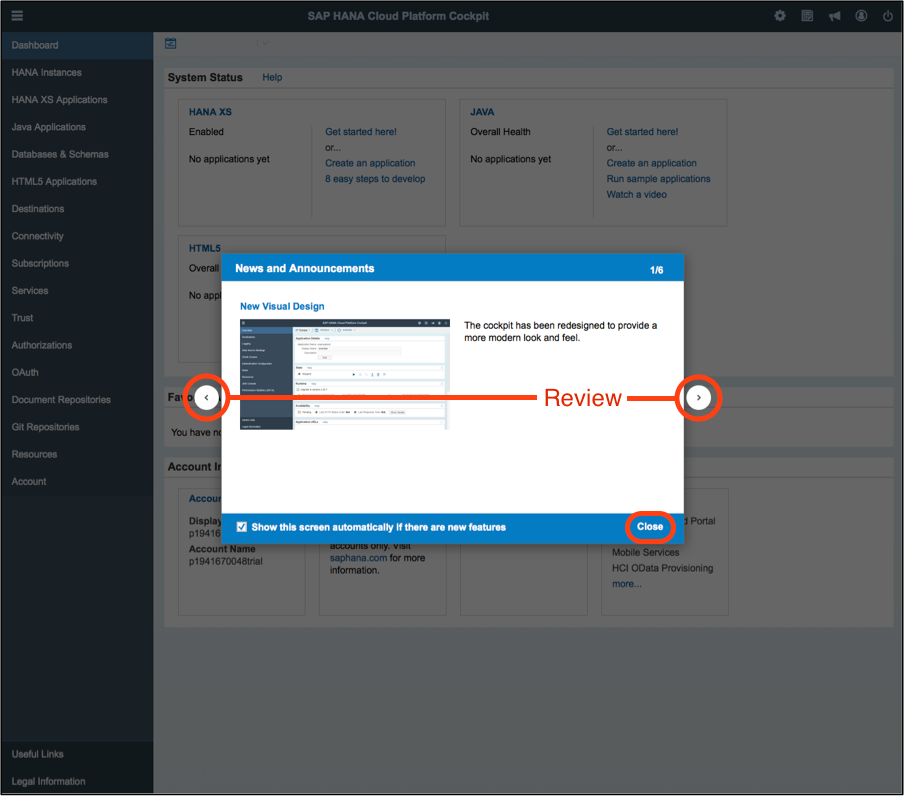 SAP HANA Cloud Platform Cockpit
Dashboard
HANA Instances
HANA XS Applications
Java Applications
Databases & Schemas
HTML5 Applications
Destinations
Connectivity
Subscriptions
Services
Trust
Authorizations
OAuth
Document Repositories
Git Repositories
Resources
Account
Useful Links
Legal Information
System Status Help
HANA XS
Enabled
No applications yet
Get started here!
or...
Create an application
8 easy steps to develop
JAVA
Overall Health
No applications yet
Get started here!
or...
Create an application
Run sample applications
Watch a video
HTML5
Overall
No appl
News and Announcements 1/6
New Visual Design
The cockpit has been redesigned to provide a
more modern look and feel.
Review
Show this screen automatically if there are new features
Close
Favo
You have no
Account In
Accoun
Display
p19416
Account Name
p1941670048trial
accounts only. Visit
saphana.com for more
information.
d Portal
Mobile Services
HCI OData Provisioning
more...